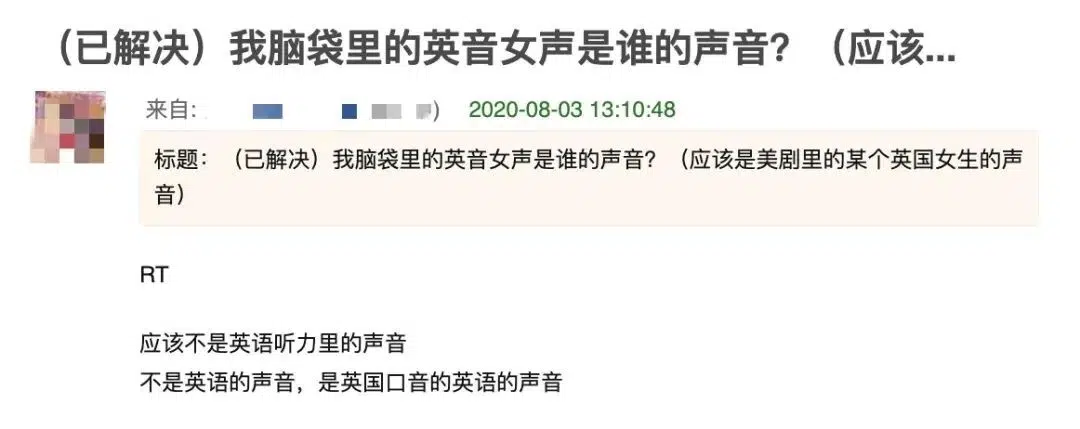 （已解决）我脑袋里的英音女声是谁的声音？（应该...
来自:
)
2020-08-03 13:10:48
标题：（已解决）我脑袋里的英音女声是谁的声音？（应该是美剧里的某个英国女生的声
音）
RT
应该不是英语听力里的声音
不是英语的声音，是英国口音的英语的声音